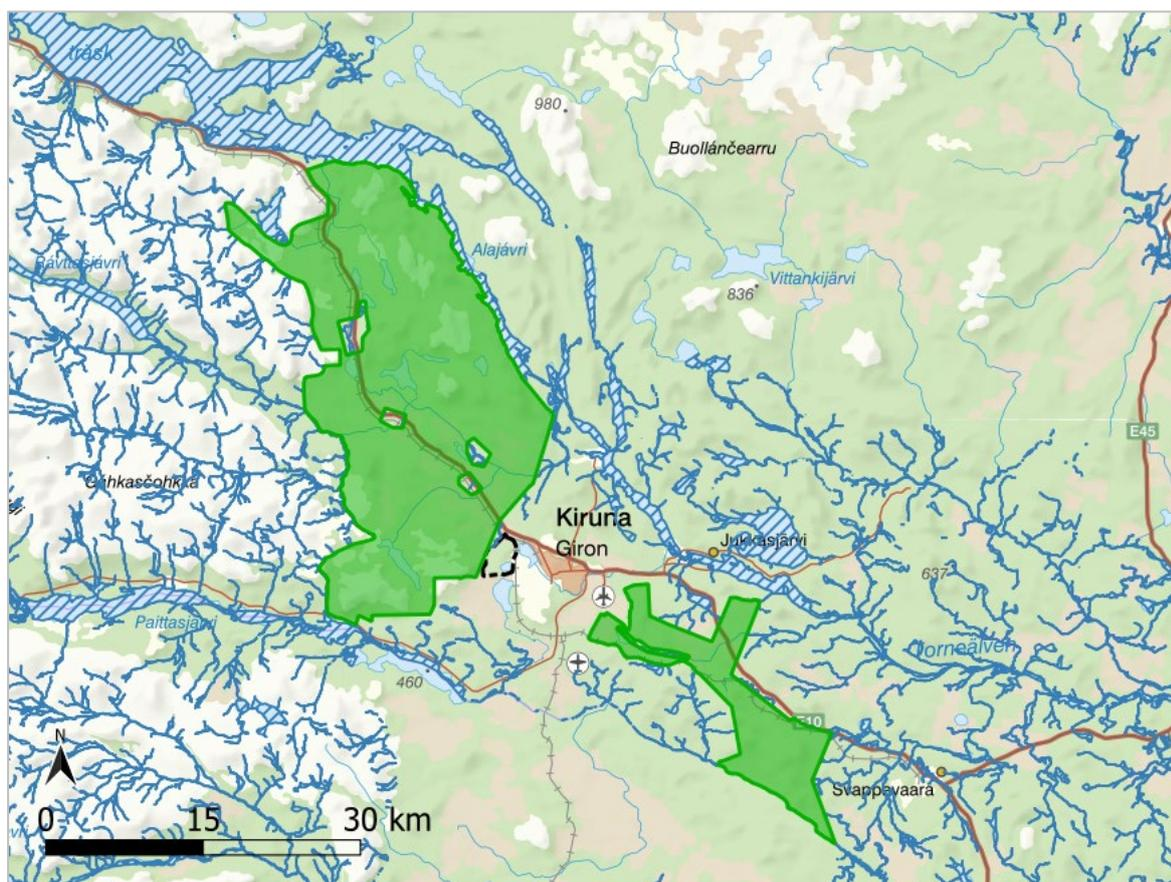 träsk
980
Buollánčearru
Alajávri
Rávttasjávri
Vittankijärvi
836
E45
Kiruna
Giron
Jukkasjärvi
637
Paittasjärvi
Torneälven
460
E10
N
Svappavaara
0 15 30 km